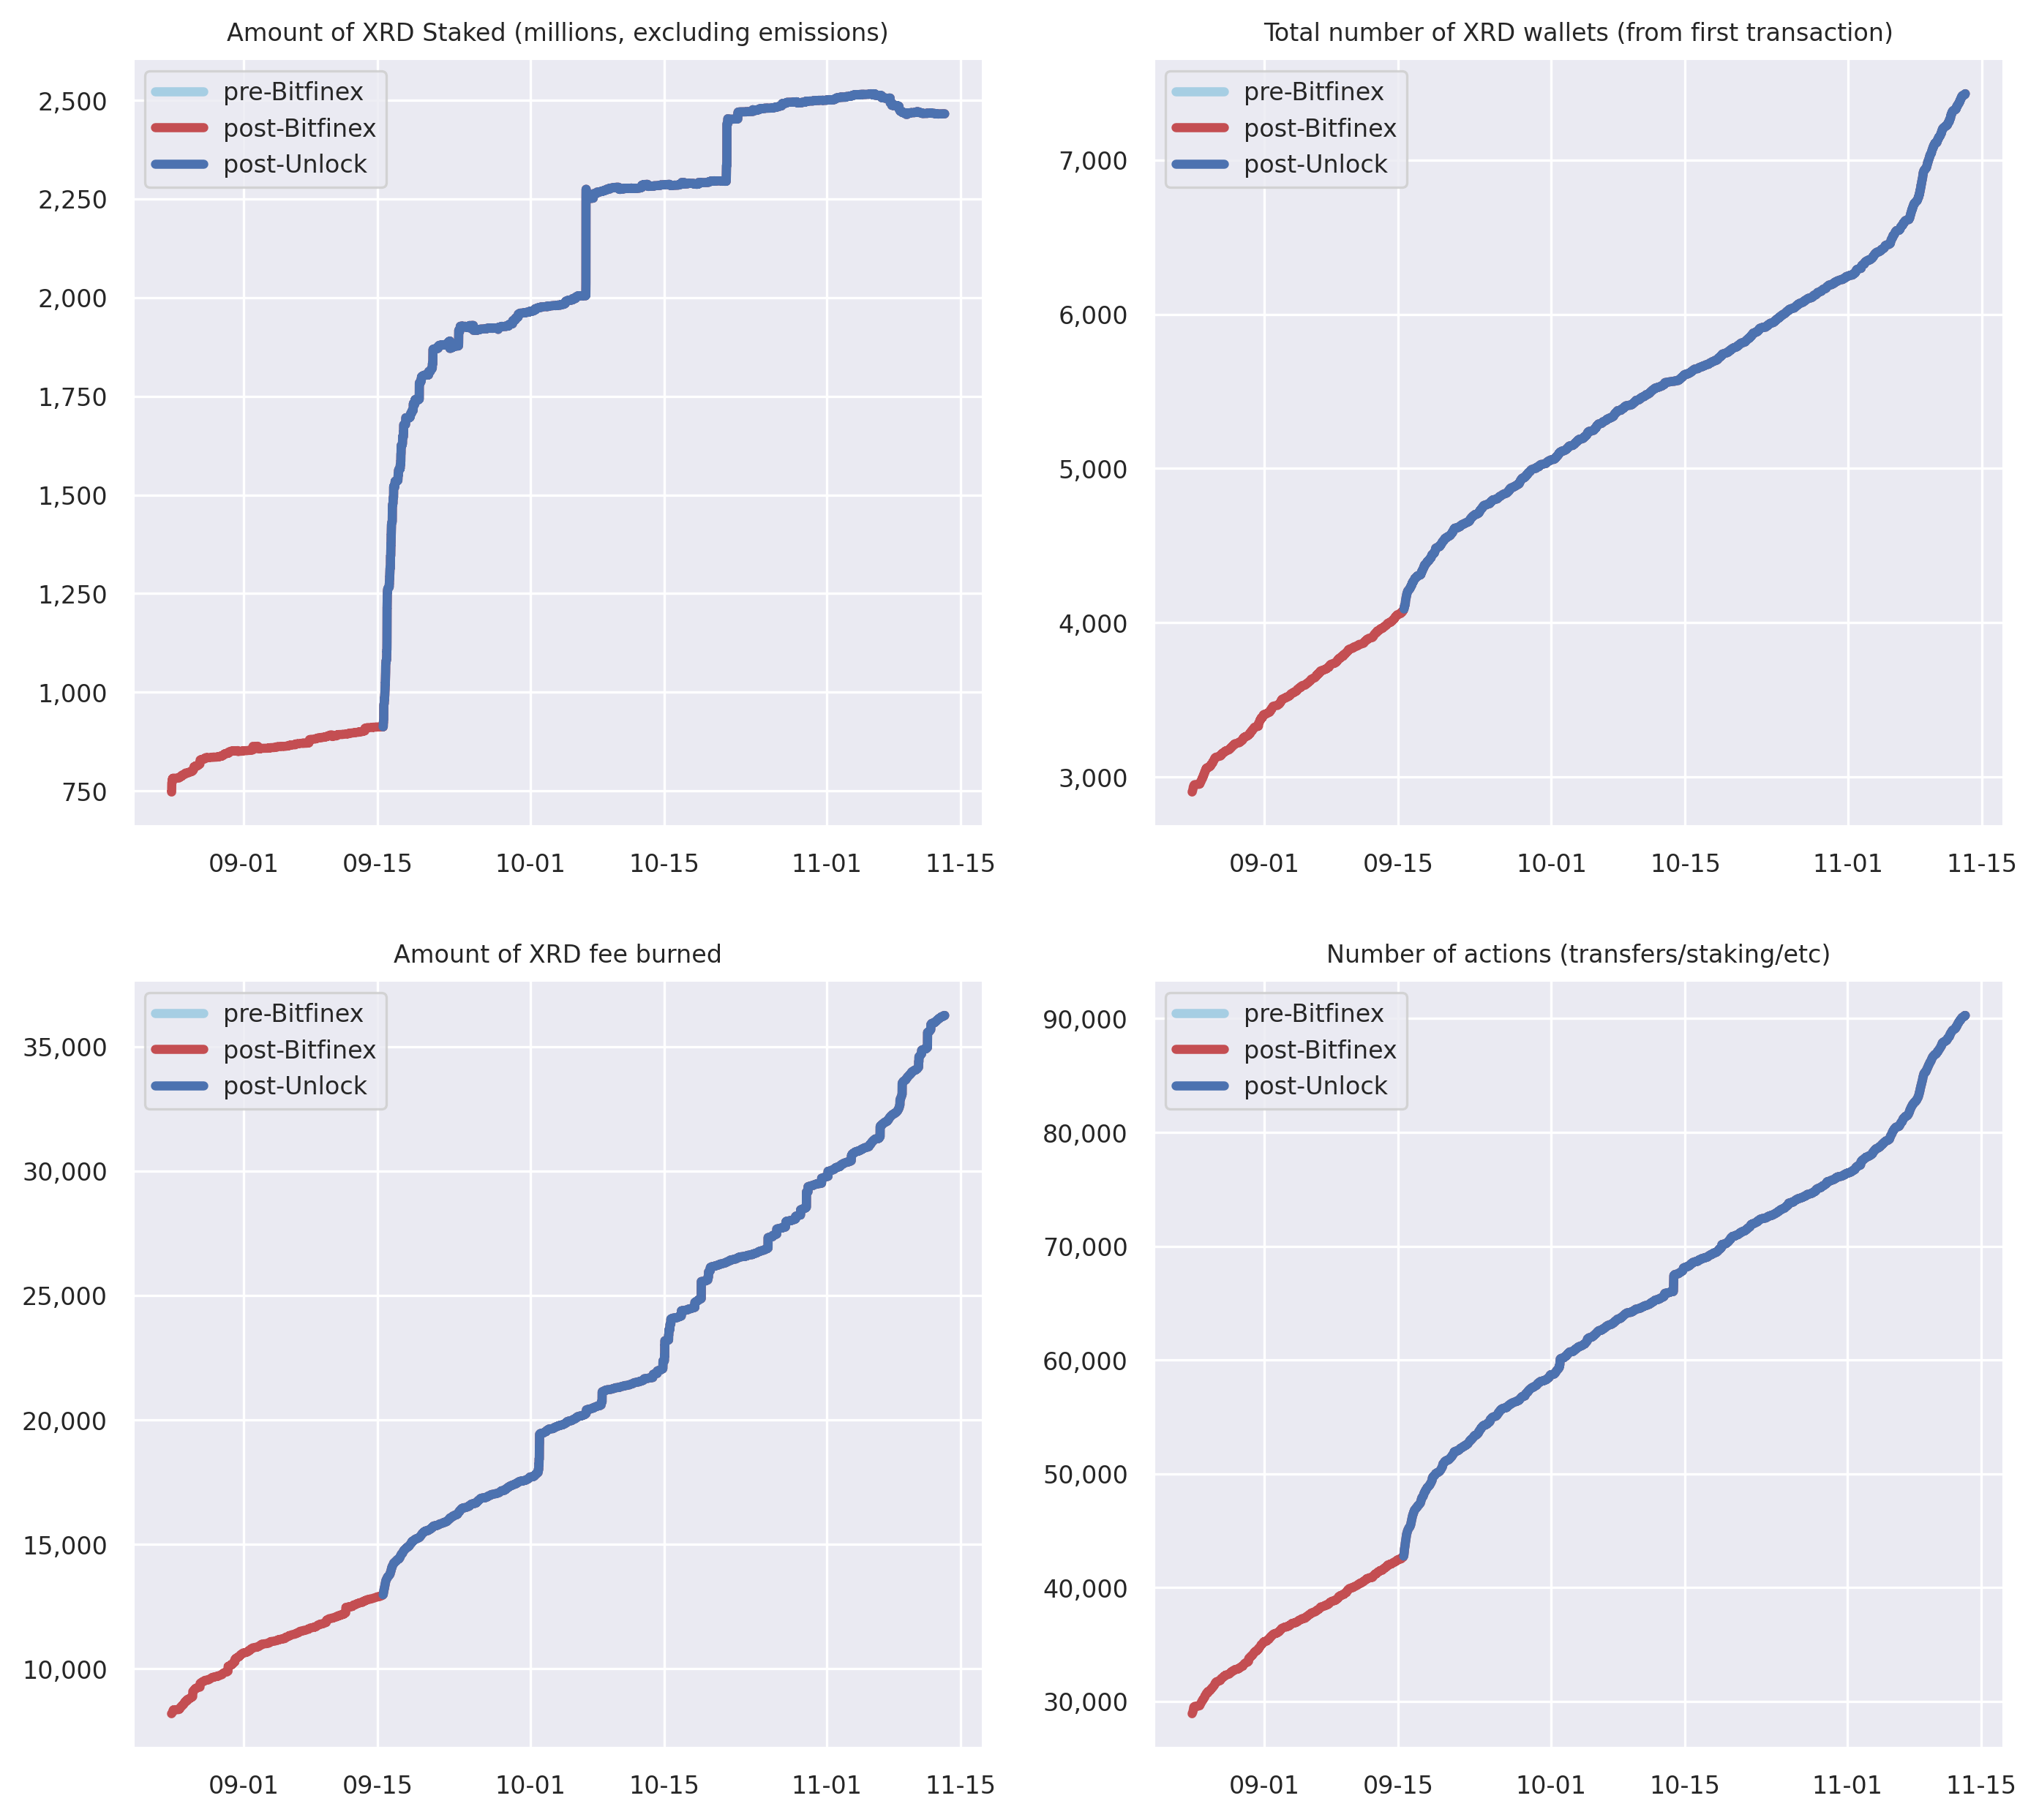 Amount of XRD Staked (millions, excluding emissions)
pre-Bitfinex
post-Bitfinex
post-Unlock
2,500
2,250
2,000
1,750
1,500
1,250
1,000
750
09-01 09-15 10-01 10-15 11-01 11-15
Total number of XRD wallets (from first transaction)
pre-Bitfinex
post-Bitfinex
post-Unlock
7,000
6,000
5,000
4,000
3,000
09-01 09-15 10-01 10-15 11-01 11-15
Amount of XRD fee burned
pre-Bitfinex
post-Bitfinex
post-Unlock
35,000
30,000
25,000
20,000
15,000
10,000
09-01 09-15 10-01 10-15 11-01 11-15
Number of actions (transfers/staking/etc)
pre-Bitfinex
post-Bitfinex
post-Unlock
90,000
80,000
70,000
60,000
50,000
40,000
30,000
09-01 09-15 10-01 10-15 11-01 11-15